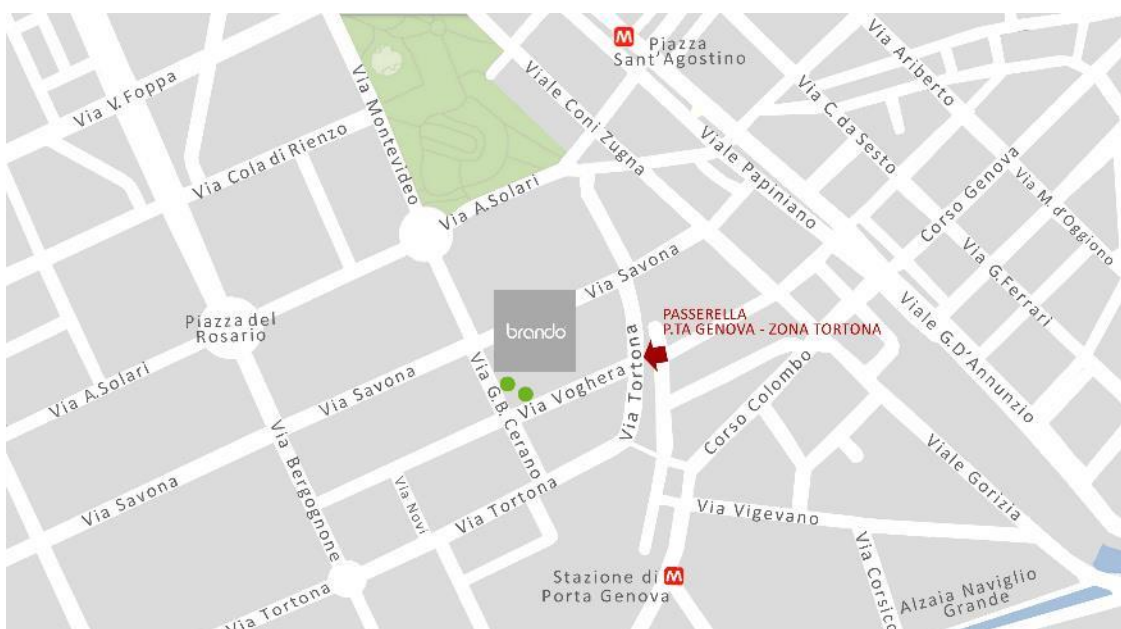 M Piazza
Sant'Agostino
Via Ariberto
Via V. Foppa
Via Montevideo
Viale Coni Zugna
Via C. da Sesto
Via Cola di Rienzo
Viale Papiniano
Corso Genova
Via M. d'Oggiono
Via A.Solari
Via Savona
Via G.Ferrari
Piazza del
Rosario
brando
PASSERELLA
P.TA GENOVA - ZONA TORTONA
Viale G.D'Annunzio
Via A.Solari
Via Savona
Via G.B. Cerano
Via Voghera
Via Tortona
Corso Colombo
Via Bergognone
Via Savona
Via Novi
Via Tortona
Via Vigevano
Viale Gorizia
Via Tortona
Stazione di M
Porta Genova
Via Corsico
Alzaia Naviglio
Grande